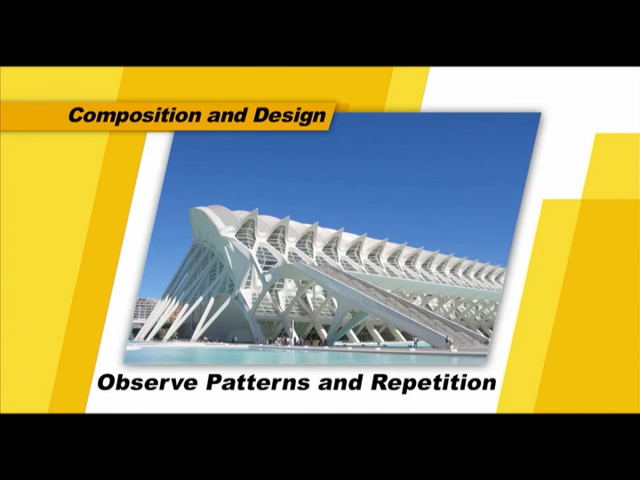 Composition and Design
Observe Patterns and Repetition